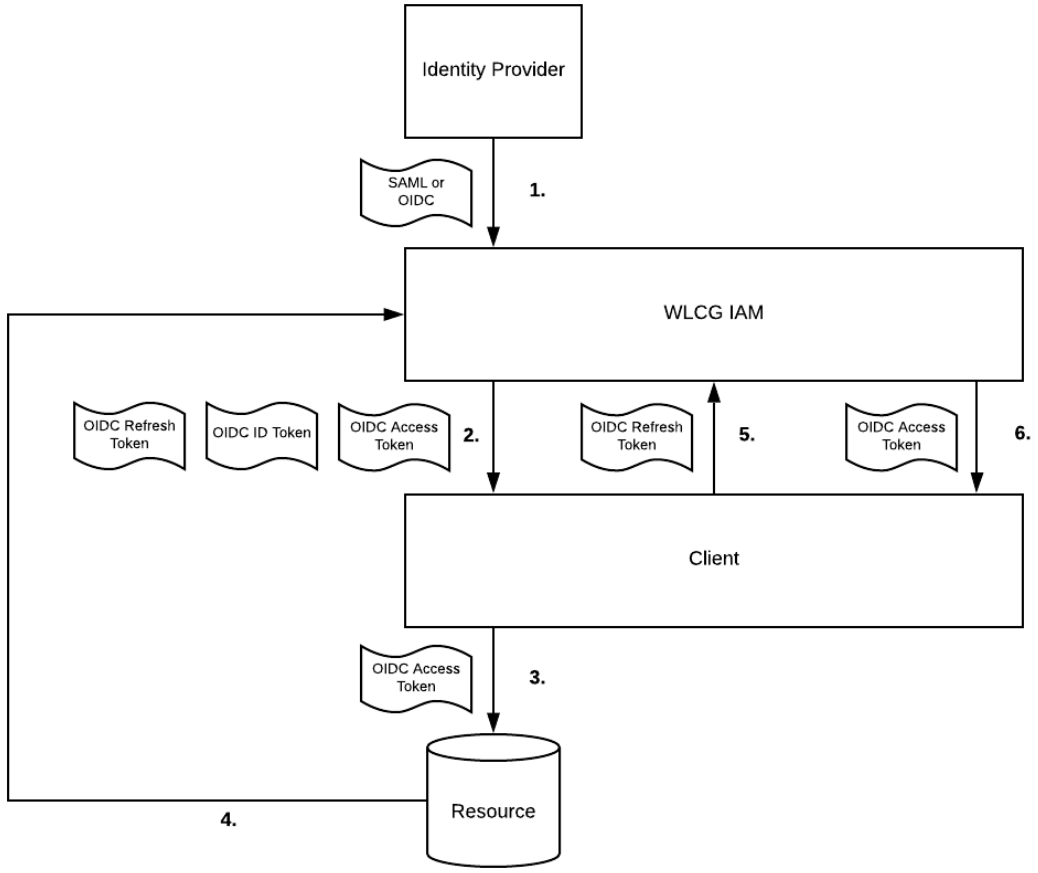 Identity Provider
SAML or
OIDC
1.
WLCG IAM
OIDC Refresh
Token
OIDC ID Token
OIDC Access
Token
2.
OIDC Refresh
Token
5.
OIDC Access
Token
6.
Client
OIDC Access
Token
3.
Resource
4.